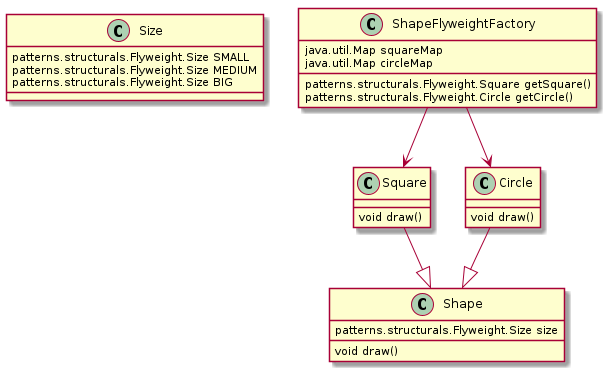 C Size
patterns.structurals.Flyweight.Size SMALL
patterns.structurals.Flyweight.Size MEDIUM
patterns.structurals.Flyweight.Size BIG
C ShapeFlyweightFactory
java.util.Map squareMap
java.util.Map circleMap
patterns.structurals.Flyweight.Square getSquare()
patterns.structurals.Flyweight.Circle getCircle()
C Square
void draw()
C Circle
void draw()
C Shape
patterns.structurals.Flyweight.Size size
void draw()